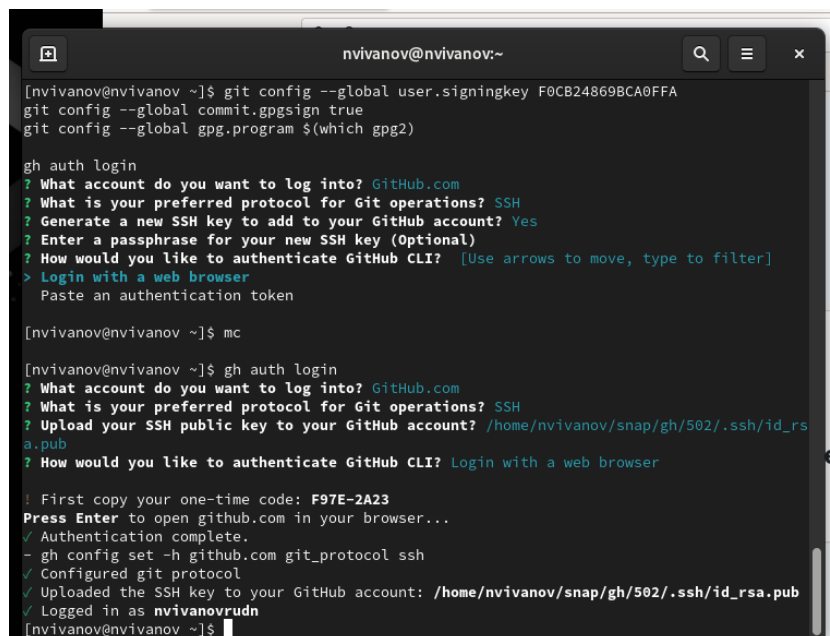 nvivanov@nvivanov:~
[nvivanov@nvivanov ~]$ git config --global user.signingkey F0CB24869BCA0FFA
git config --global commit.gpgsign true
git config --global gpg.program $(which gpg2)
gh auth login
? What account do you want to log into? GitHub.com
? What is your preferred protocol for Git operations? SSH
? Generate a new SSH key to add to your GitHub account? Yes
? Enter a passphrase for your new SSH key (Optional)
? How would you like to authenticate GitHub CLI?  [Use arrows to move, type to filter]
> Login with a web browser
  Paste an authentication token
[nvivanov@nvivanov ~]$ mc
[nvivanov@nvivanov ~]$ gh auth login
? What account do you want to log into? GitHub.com
? What is your preferred protocol for Git operations? SSH
? Upload your SSH public key to your GitHub account? /home/nvivanov/snap/gh/502/.ssh/id_rs
a.pub
? How would you like to authenticate GitHub CLI? Login with a web browser
! First copy your one-time code: F97E-2A23
Press Enter to open github.com in your browser...
✓ Authentication complete.
- gh config set -h github.com git_protocol ssh
✓ Configured git protocol
✓ Uploaded the SSH key to your GitHub account: /home/nvivanov/snap/gh/502/.ssh/id_rsa.pub
✓ Logged in as nvivanovrudn
[nvivanov@nvivanov ~]$